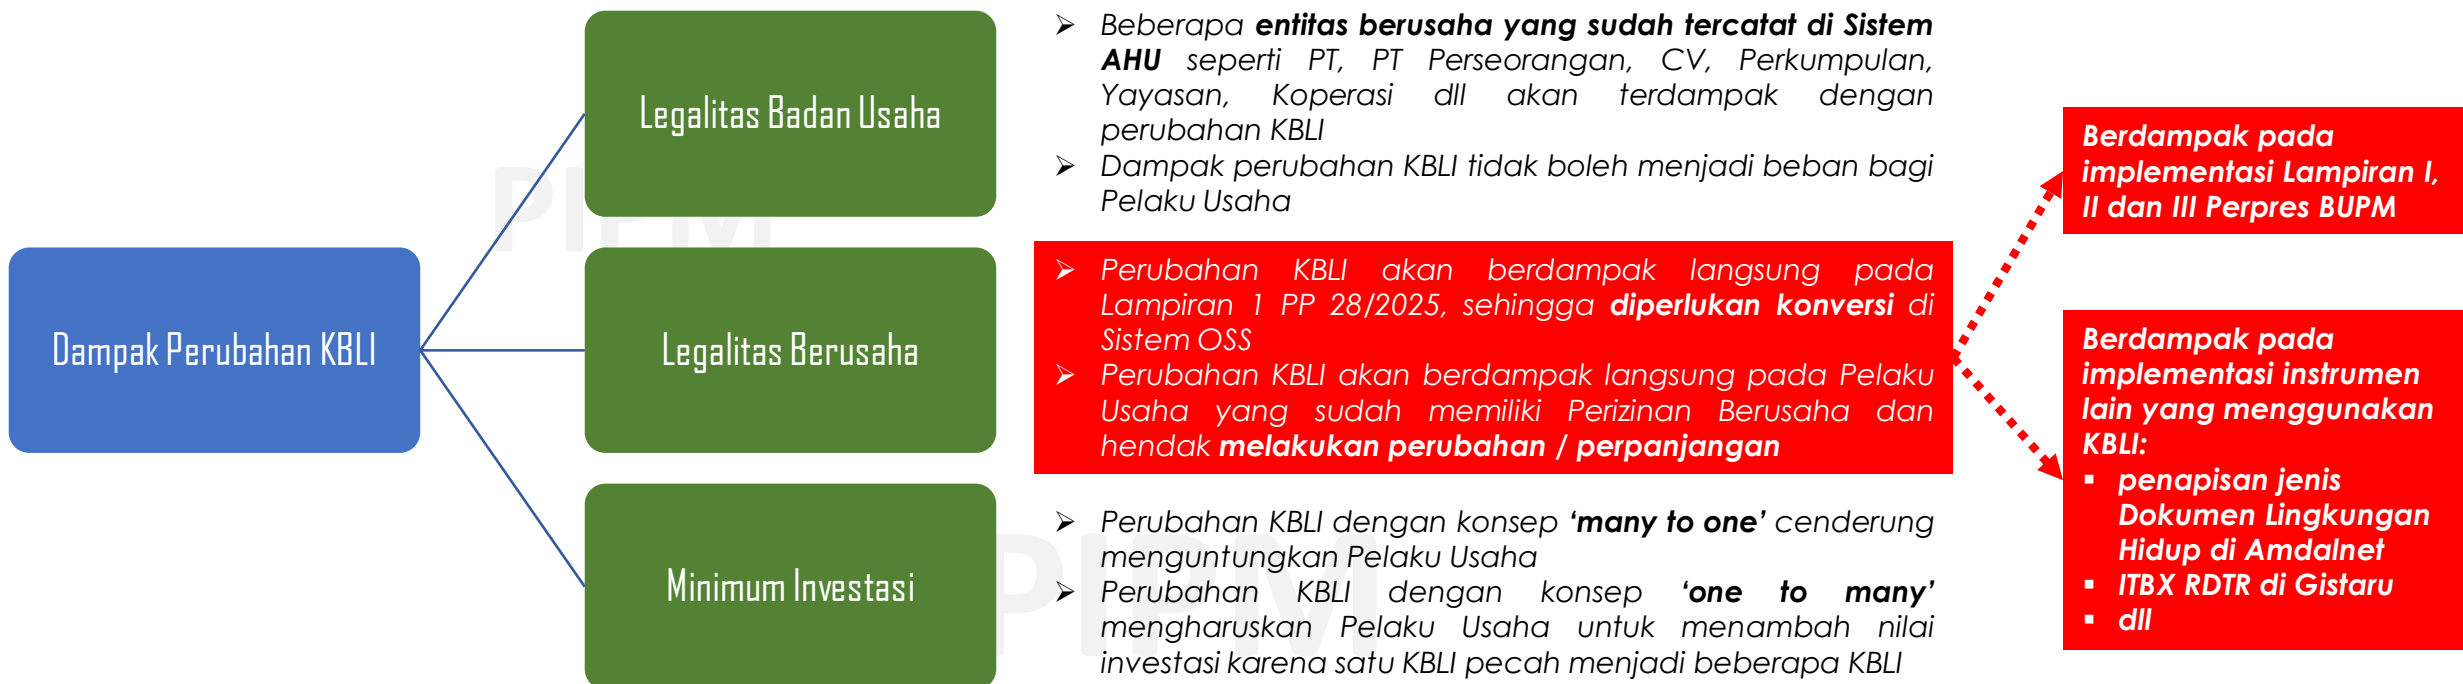 Dampak Perubahan KBLI
Legalitas Badan Usaha
➢ Beberapa entitas berusaha yang sudah tercatat di Sistem
AHU seperti PT, PT Perseorangan, CV, Perkumpulan,
Yayasan, Koperasi dll akan terdampak dengan
perubahan KBLI
➢ Dampak perubahan KBLI tidak boleh menjadi beban bagi
Pelaku Usaha
Legalitas Berusaha
➢ Perubahan KBLI akan berdampak langsung pada
Lampiran 1 PP 28/2025, sehingga diperlukan konversi di
Sistem OSS
➢ Perubahan KBLI akan berdampak langsung pada Pelaku
Usaha yang sudah memiliki Perizinan Berusaha dan
hendak melakukan perubahan / perpanjangan
Minimum Investasi
➢ Perubahan KBLI dengan konsep ‘many to one’ cenderung
menguntungkan Pelaku Usaha
➢ Perubahan KBLI dengan konsep ‘one to many’
mengharuskan Pelaku Usaha untuk menambah nilai
investasi karena satu KBLI pecah menjadi beberapa KBLI
Berdampak pada
implementasi Lampiran I,
II dan III Perpres BUPM
Berdampak pada
implementasi instrumen
lain yang menggunakan
KBLI:
▪ penapisan jenis
Dokumen Lingkungan
Hidup di Amdalnet
▪ ITBX RDTR di Gistaru
▪ dll
PIPM
PIPM